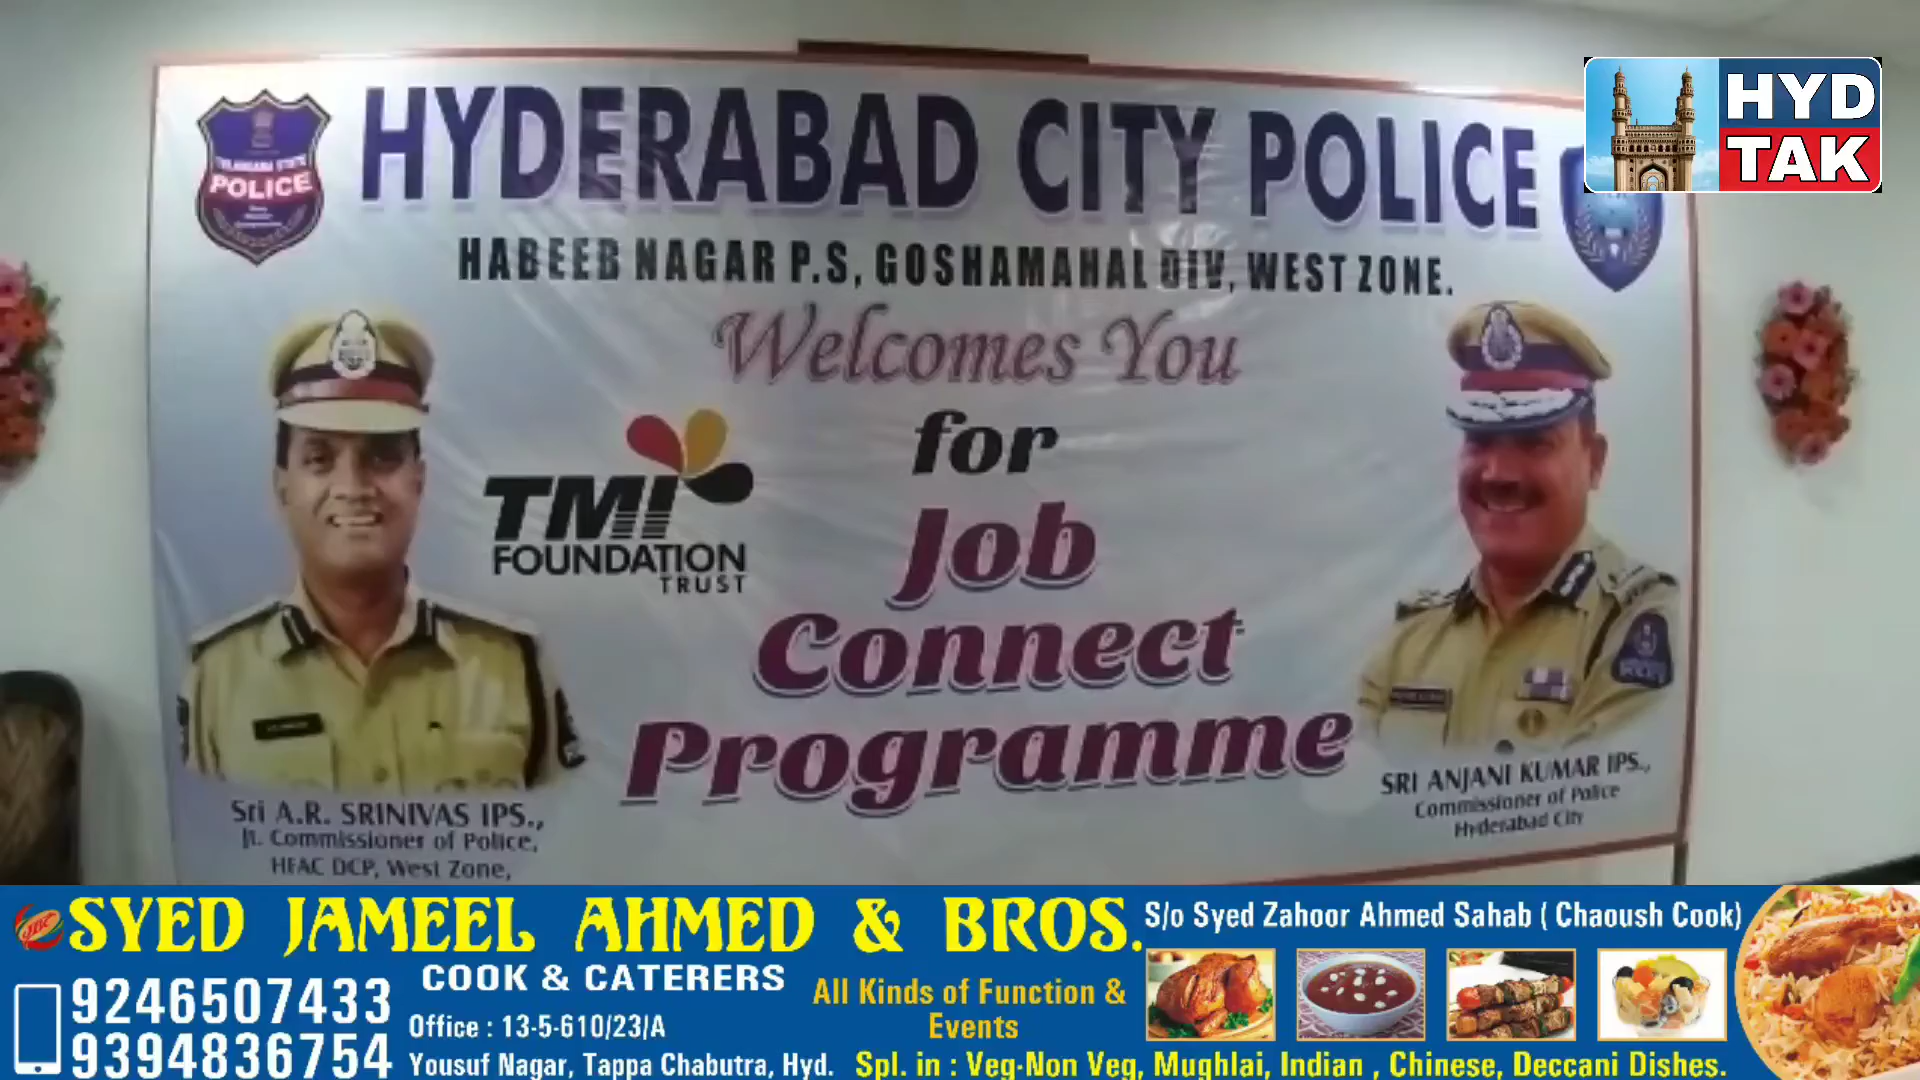 HYDERABAD CITY POLICE
HYD
TAK
TELANGANA STATE
POLICE
HABEEB NAGAR P.S, GOSHAMAHAL DIV, WEST ZONE.
Welcomes You
for
TMI
FOUNDATION
TRUST
Job
Connect
Programme
Sri A.R. SRINIVAS IPS.,
Jt. Commissioner of Police,
HFAC DCP, West Zone,
SRI ANJANI KUMAR IPS.,
Commissioner of Police
Hyderabad City
SYED JAMEEL AHMED & BROS.
S/o Syed Zahoor Ahmed Sahab ( Chaoush Cook)
COOK & CATERERS
9246507433
9394836754
Office : 13-5-610/23/A
Yousuf Nagar, Tappa Chabutra, Hyd.
All Kinds of Function &
Events
Spl. in : Veg-Non Veg, Mughlai, Indian , Chinese, Deccani Dishes.